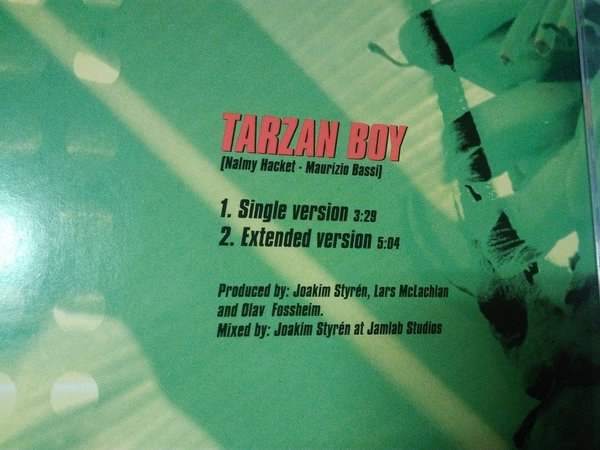 TARZAN BOY
(Nalmy Hacket - Maurizio Bassi)
1. Single version 3:29
2. Extended version 5:04
Produced by: Joakim Styrén, Lars McLachlan
and Olav Fossheim.
Mixed by: Joakim Styrén at Jamlab Studios